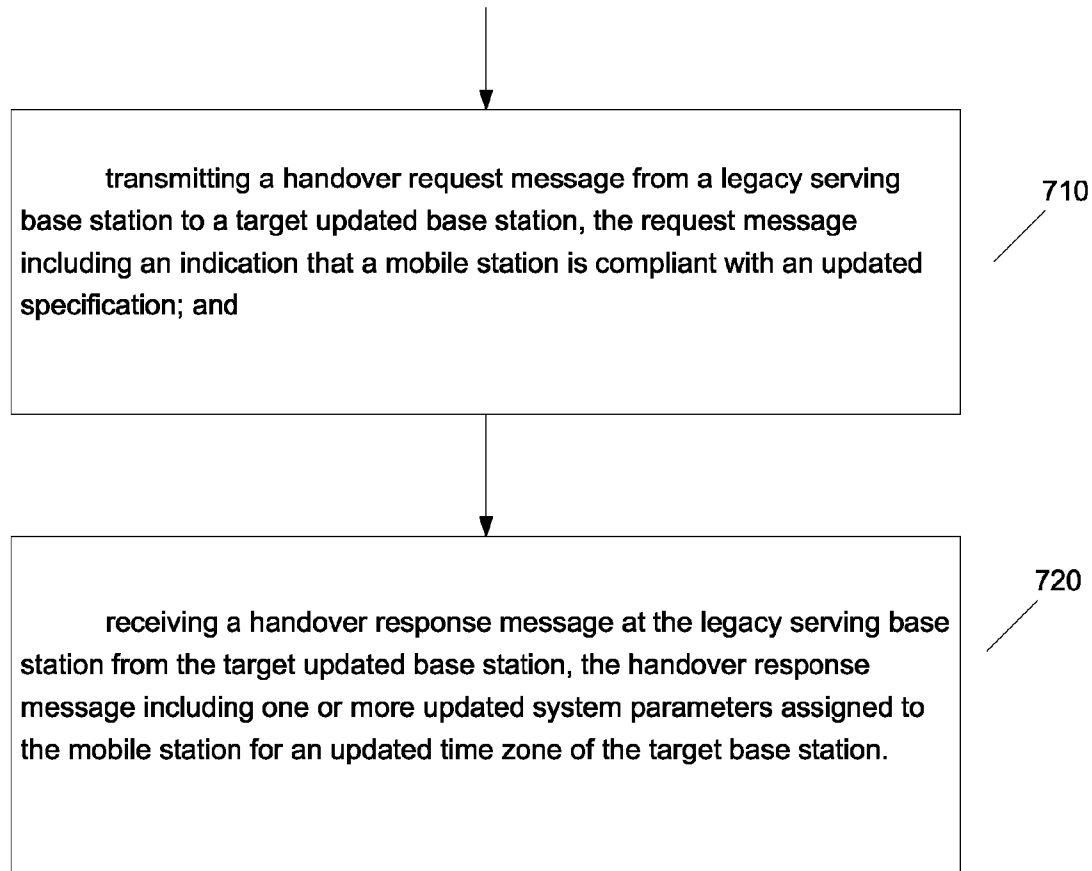 transmitting a handover request message from a legacy serving
base station to a target updated base station, the request message
including an indication that a mobile station is compliant with an updated
specification; and
710
receiving a handover response message at the legacy serving base
station from the target updated base station, the handover response
message including one or more updated system parameters assigned to
the mobile station for an updated time zone of the target base station.
720